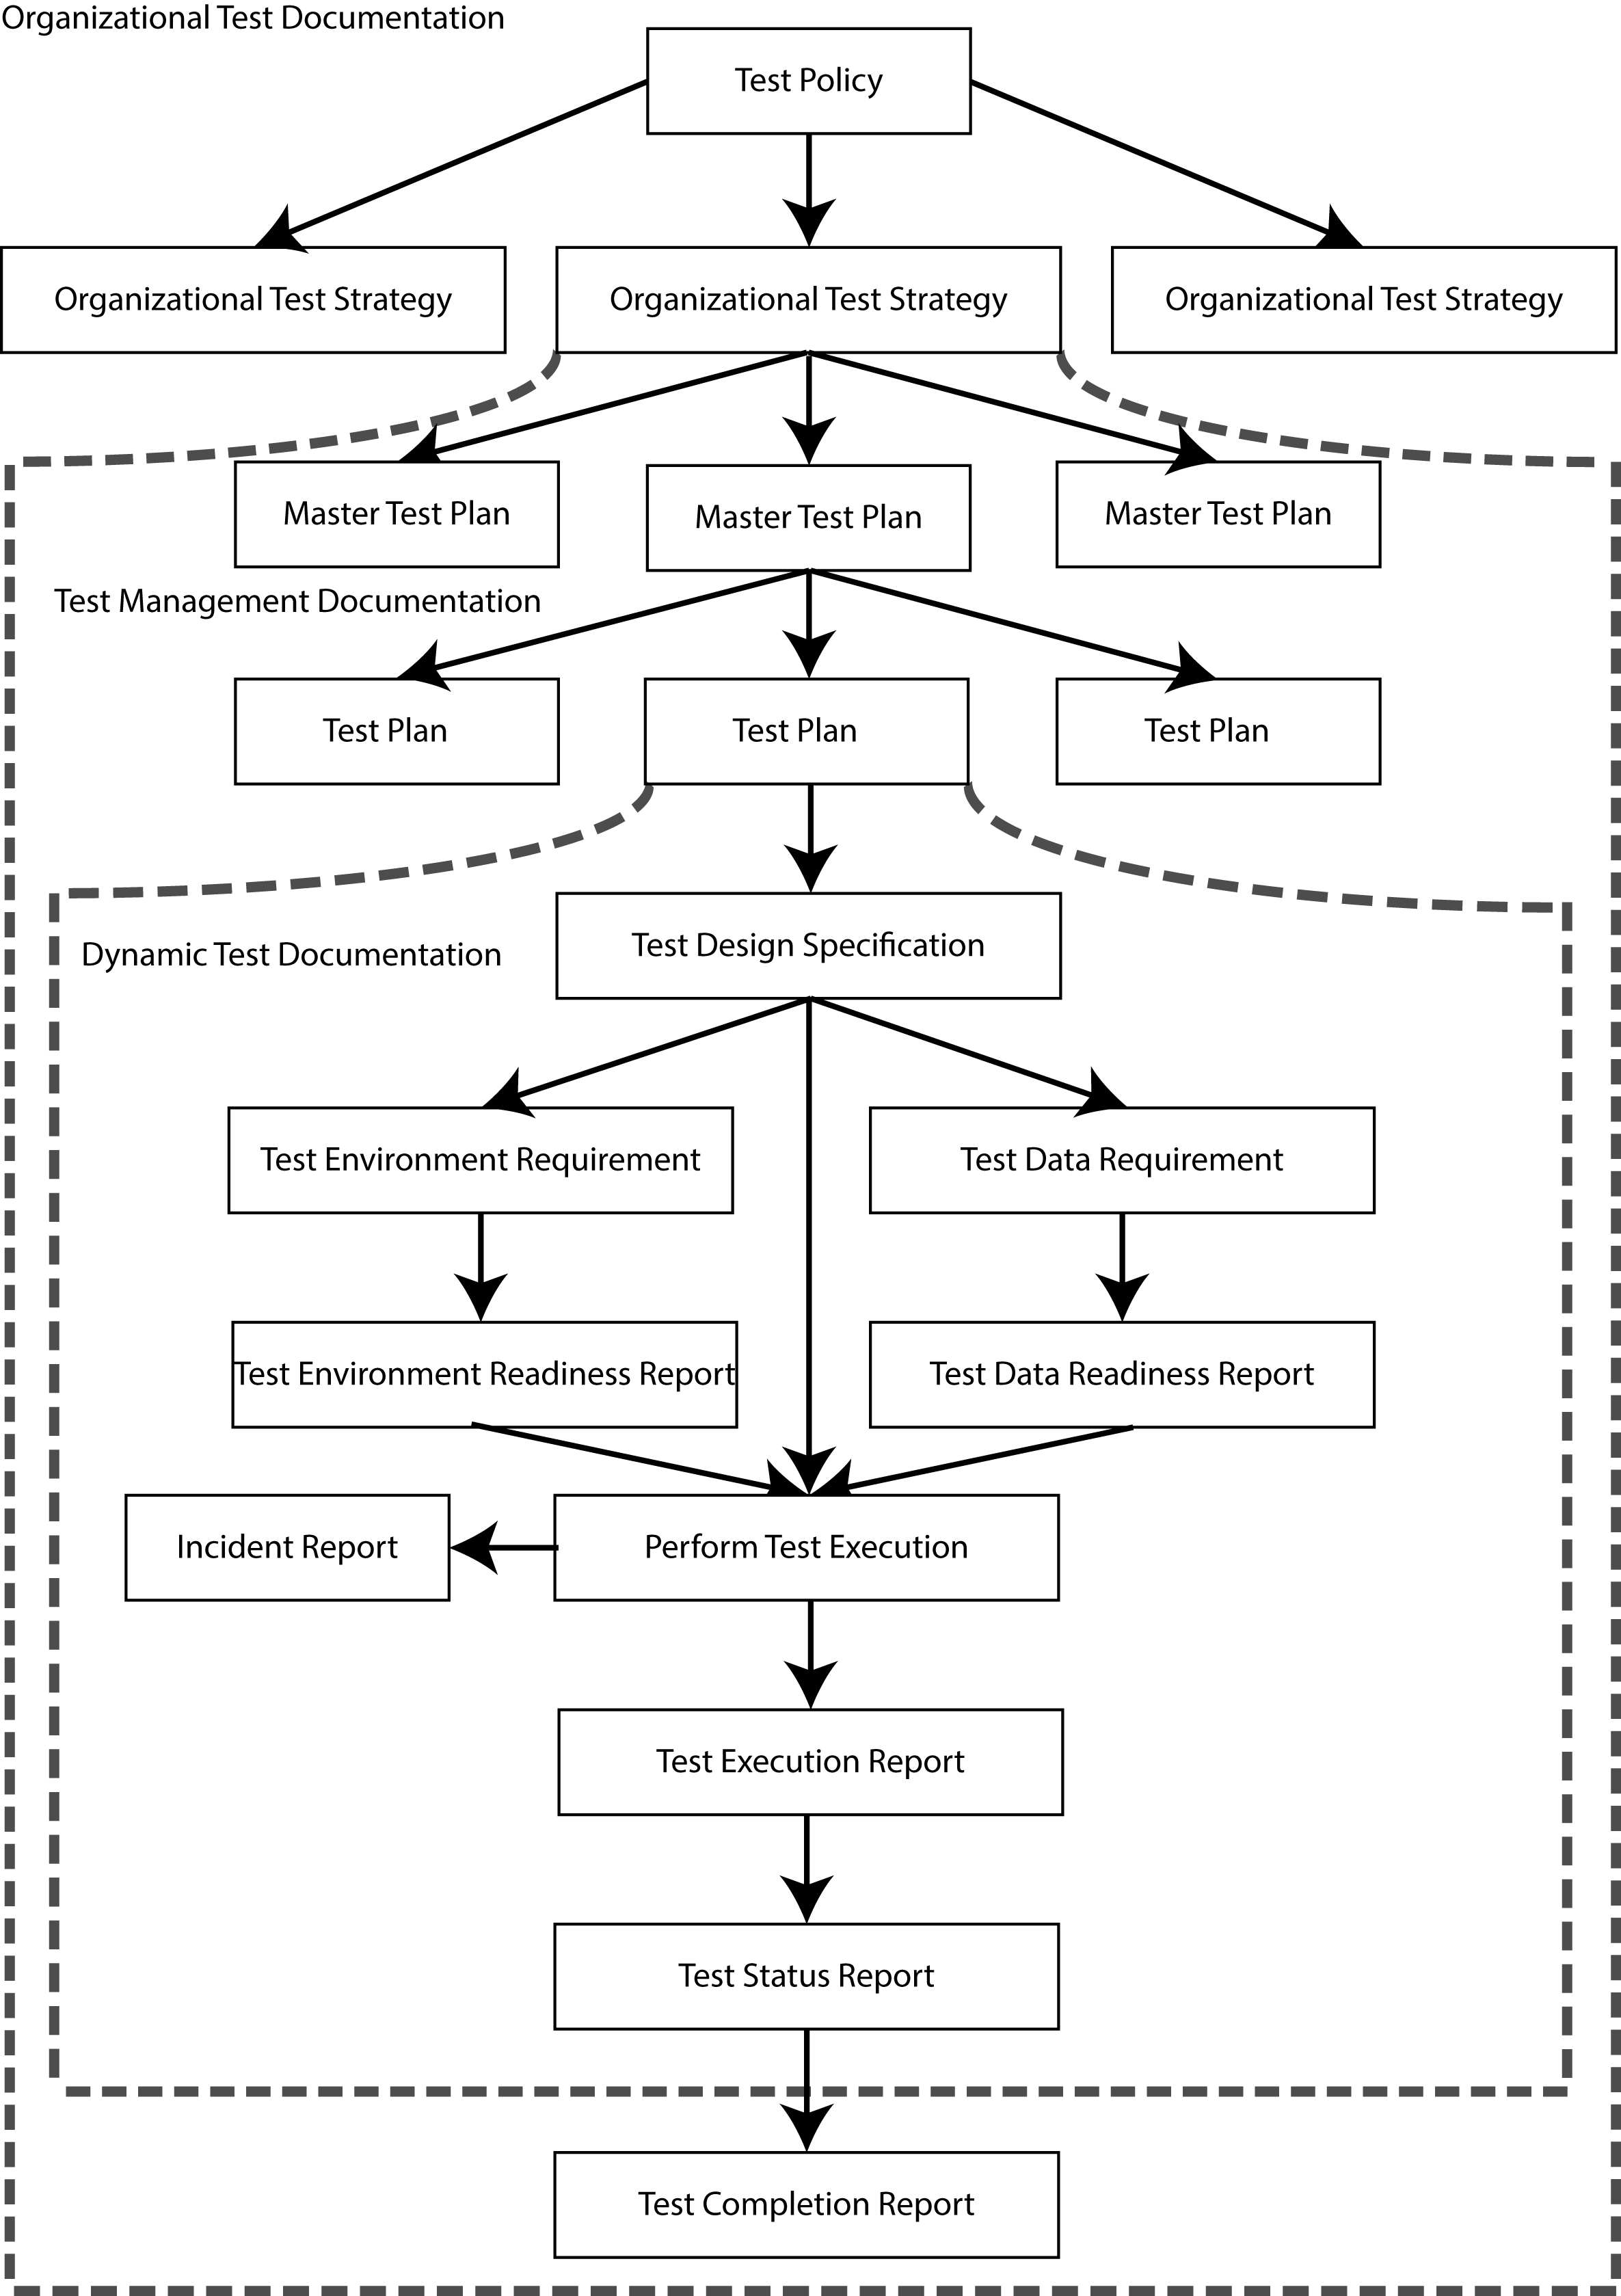 Organizational Test Documentation
Test Policy
Organizational Test Strategy
Organizational Test Strategy
Organizational Test Strategy
Master Test Plan
Master Test Plan
Master Test Plan
Test Management Documentation
Test Plan
Test Plan
Test Plan
Test Design Specification
Dynamic Test Documentation
Test Environment Requirement
Test Data Requirement
Test Environment Readiness Report
Test Data Readiness Report
Incident Report
Perform Test Execution
Test Execution Report
Test Status Report
Test Completion Report